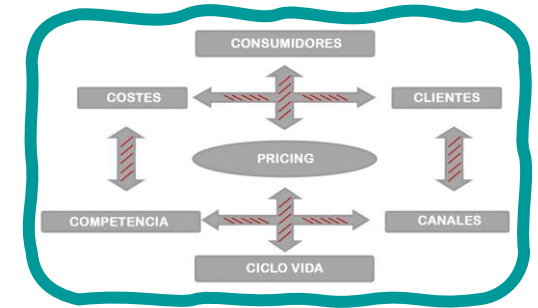 CONSUMIDORES
COSTES
CLIENTES
PRICING
COMPETENCIA
CANALES
CICLO VIDA